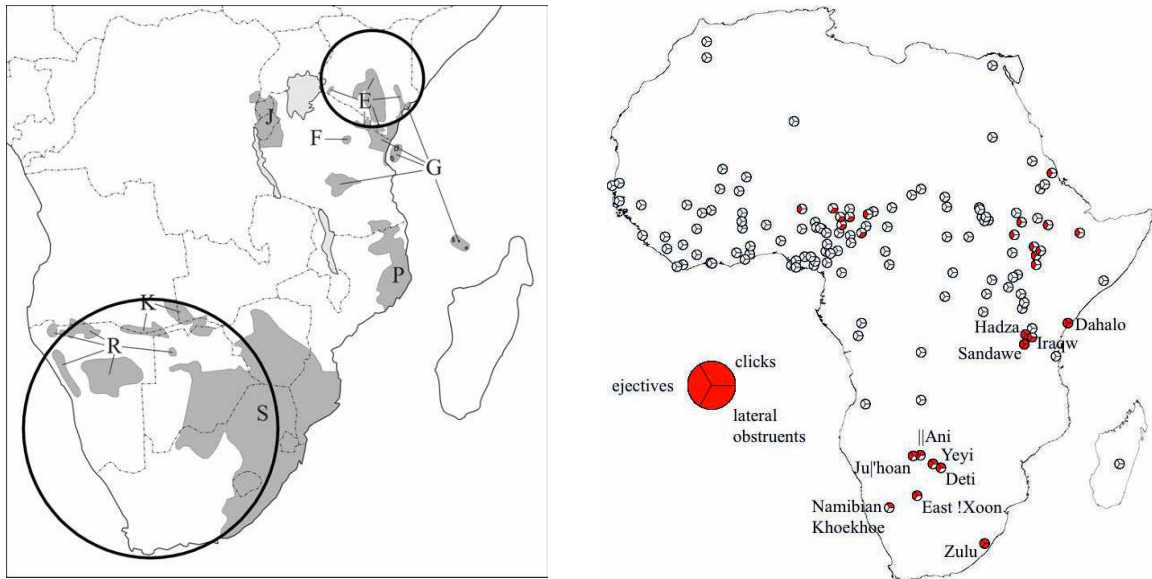 J
E
F
G
P
K
R
S
Hadza
Dahalo
Sandawe
Iraqw
clicks
ejectives
lateral
obstruents
||Ani
Yeyi
Ju|'hoan
Deti
Namibian
Khoekhoe
East !Xoon
Zulu